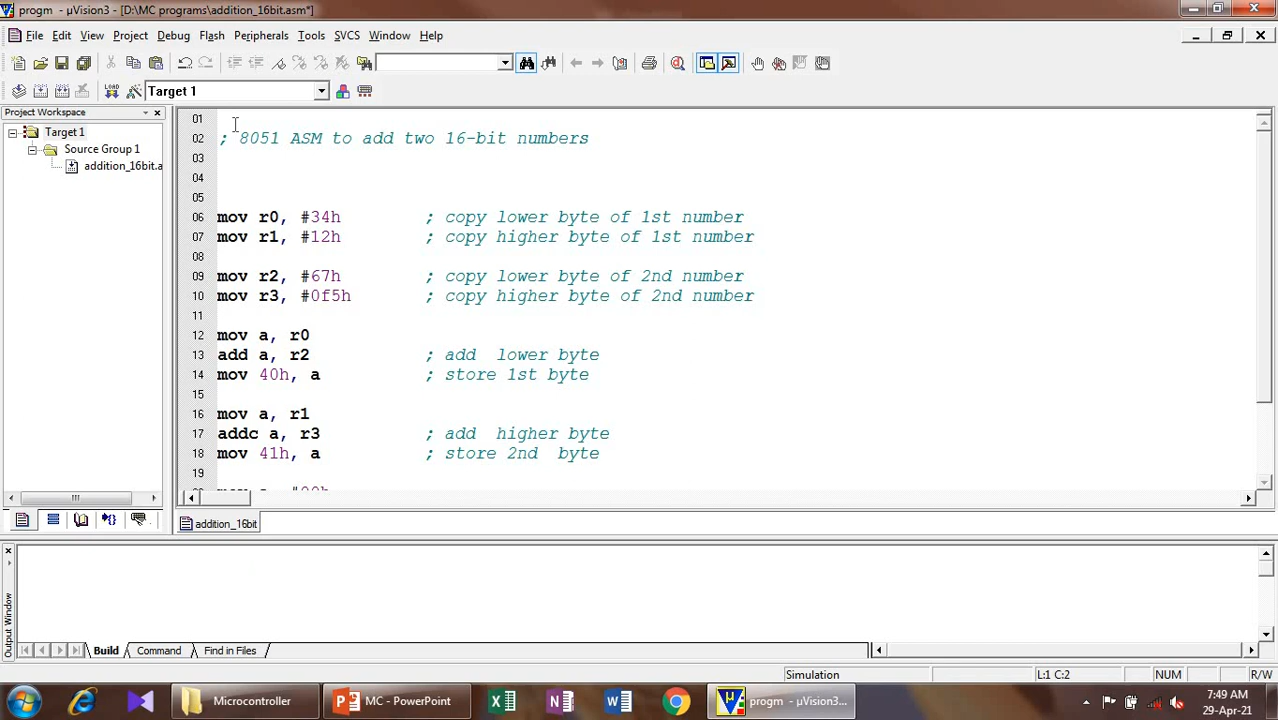 progm - µVision3 - [D:\MC programs\addition_16bit.asm*]
File Edit View Project Debug Flash Peripherals Tools SVCS Window Help
Target 1
Project Workspace
Target 1
Source Group 1
addition_16bit.a
01
02 ; 8051 ASM to add two 16-bit numbers
03
04
05
06 mov r0, #34h ; copy lower byte of 1st number
07 mov r1, #12h ; copy higher byte of 1st number
08
09 mov r2, #67h ; copy lower byte of 2nd number
10 mov r3, #0f5h ; copy higher byte of 2nd number
11
12 mov a, r0
13 add a, r2 ; add  lower byte
14 mov 40h, a ; store 1st byte
15
16 mov a, r1
17 addc a, r3 ; add  higher byte
18 mov 41h, a ; store 2nd  byte
19
addition_16bit
Output Window
Build Command Find in Files
Simulation L:1 C:2 NUM R/W
Microcontroller
MC - PowerPoint
progm - µVision3...
7:49 AM
29-Apr-21